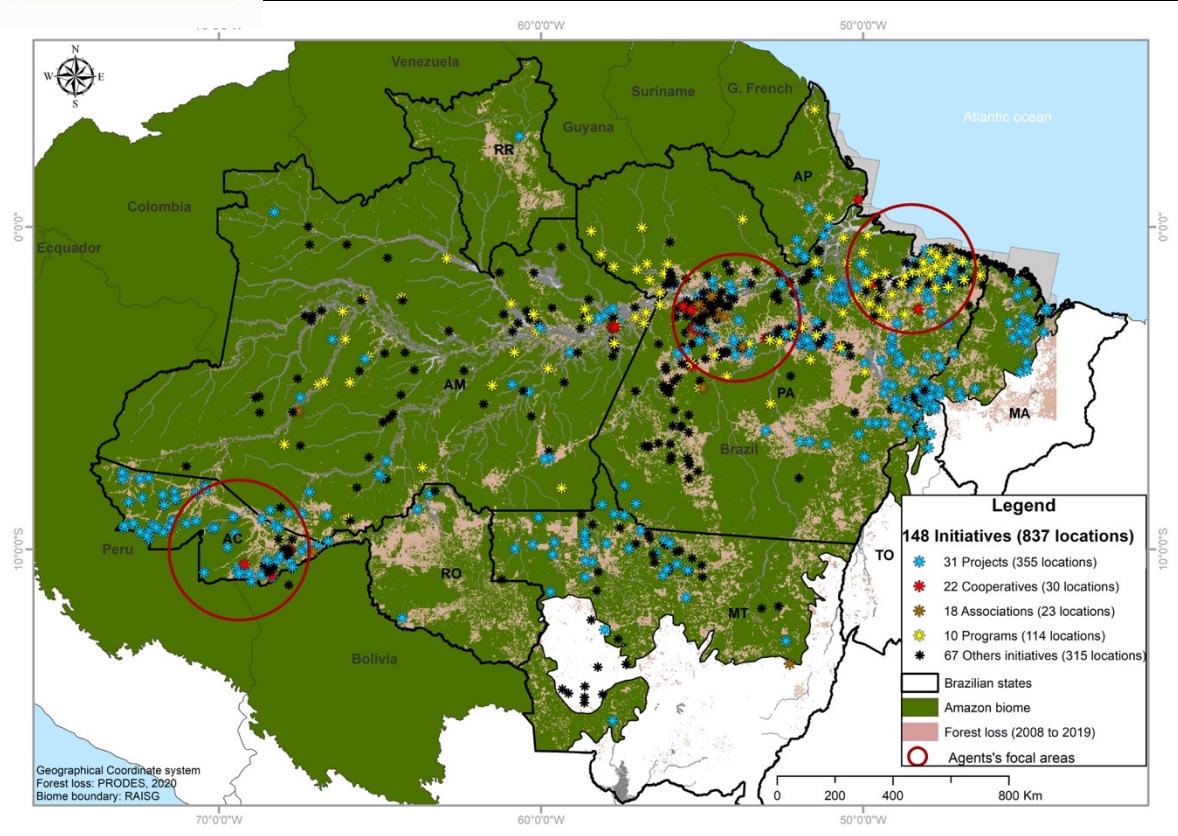 60°0'0"W
50°0'0"W
N
W E
S
Venezuela
Suriname
G. French
Guyana
Atlantic ocean
RR
AP
Colombia
0°0'0"
0°0'0"
Ecquador
AM
PA
MA
Brazil
Peru
AC
RO
MT
TO
10°0'0"S
10°0'0"S
Bolivia
Legend
148 Initiatives (837 locations)
31 Projects (355 locations)
22 Cooperatives (30 locations)
18 Associations (23 locations)
10 Programs (114 locations)
67 Others initiatives (315 locations)
Brazilian states
Amazon biome
Forest loss (2008 to 2019)
Agents's focal areas
Geographical Coordinate system
Forest loss: PRODES, 2020
Biome boundary: RAISG
0 200 400 800 Km
70°0'0"W
60°0'0"W
50°0'0"W